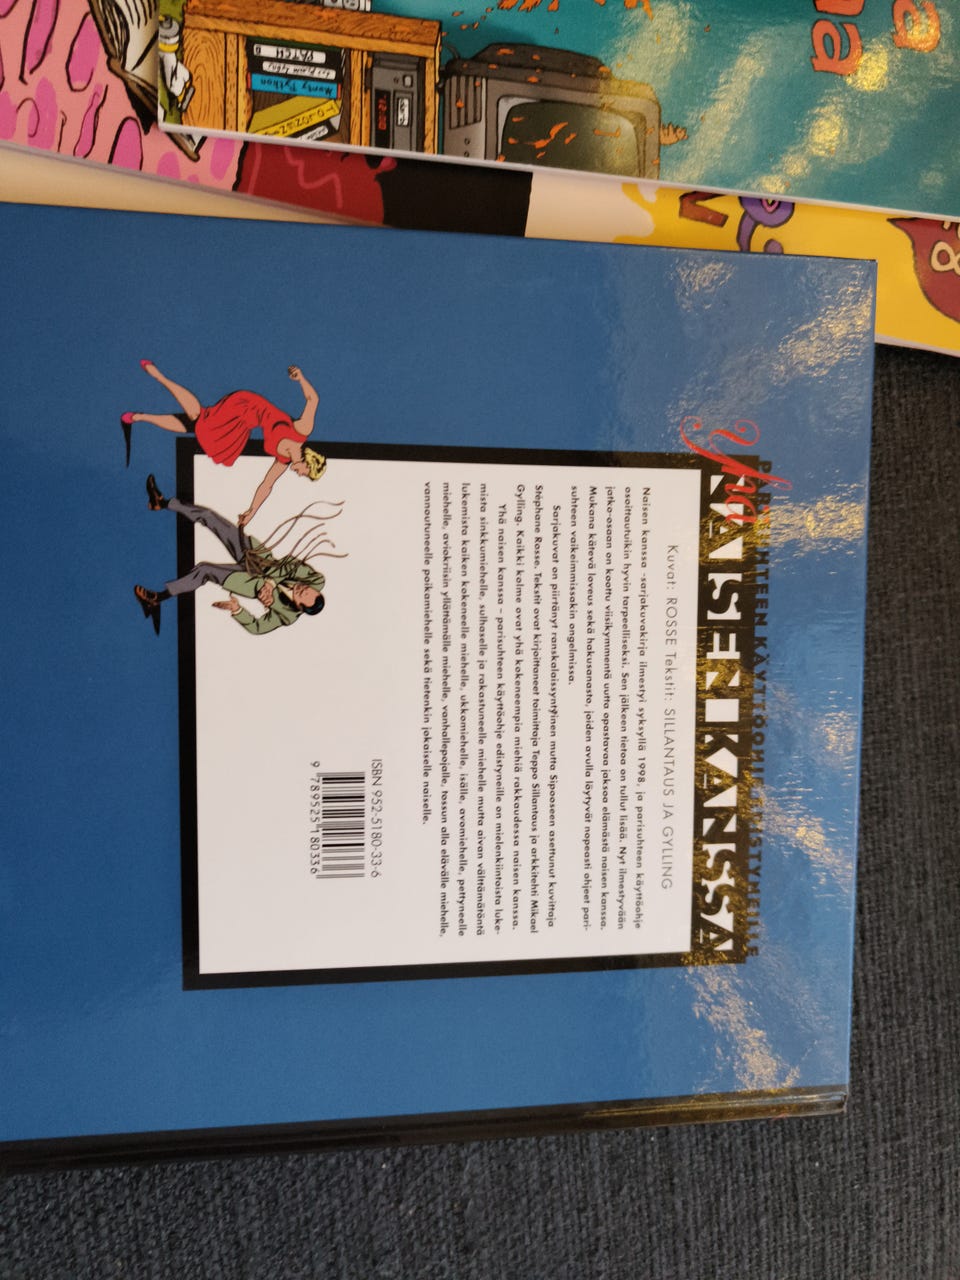 PARISUHTEEN KÄYTTÖOHJE EDISTYNEILLE
Yhä
NAISEN KANSSA
Kuvat: ROSSE Tekstit: SILLANTAUS JA GYLLING
Naisen kanssa -sarjakuvakirja ilmestyi syksyllä 1998, ja parisuhteen käyttöohje
osoittautuikin hyvin tarpeelliseksi. Sen jälkeen tietoa on tullut lisää. Nyt ilmestyvään
jatko-osaan on koottu viisikymmentä uutta opastavaa jaksoa elämästä naisen kanssa.
Mukana kätevä loveus sekä hakusanasto, joiden avulla löytyvät nopeasti ohjeet pari-
suhteen vaikeimmissakin ongelmissa.
Sarjakuvat on piirtänyt ranskalaissyntyinen mutta Sipooseen asettunut kuvittaja
Stéphane Rosse. Tekstit ovat kirjoittaneet toimittaja Teppo Sillantaus ja arkkitehti Mikael
Gylling. Kaikki kolme ovat yhä kokeneempia miehiä rakkaudessa naisen kanssa.
Yhä naisen kanssa – parisuhteen käyttöohje edistyneille on mielenkiintoista luke-
mista sinkkumiehelle, sulhaselle ja rakastuneelle miehelle mutta aivan välttämätöntä
lukemista kaiken kokeneelle miehelle, ukkomiehelle, isälle, avomiehelle, pettyneelle
miehelle, aviokriisin yllättämälle miehelle, vanhallepojalle, tossun alla elävälle miehelle,
vanavoutuneelle poikamiehelle sekä tietenkin jokaiselle naiselle.
ISBN 952-5180-33-6
9 789525 180336
Monty Python